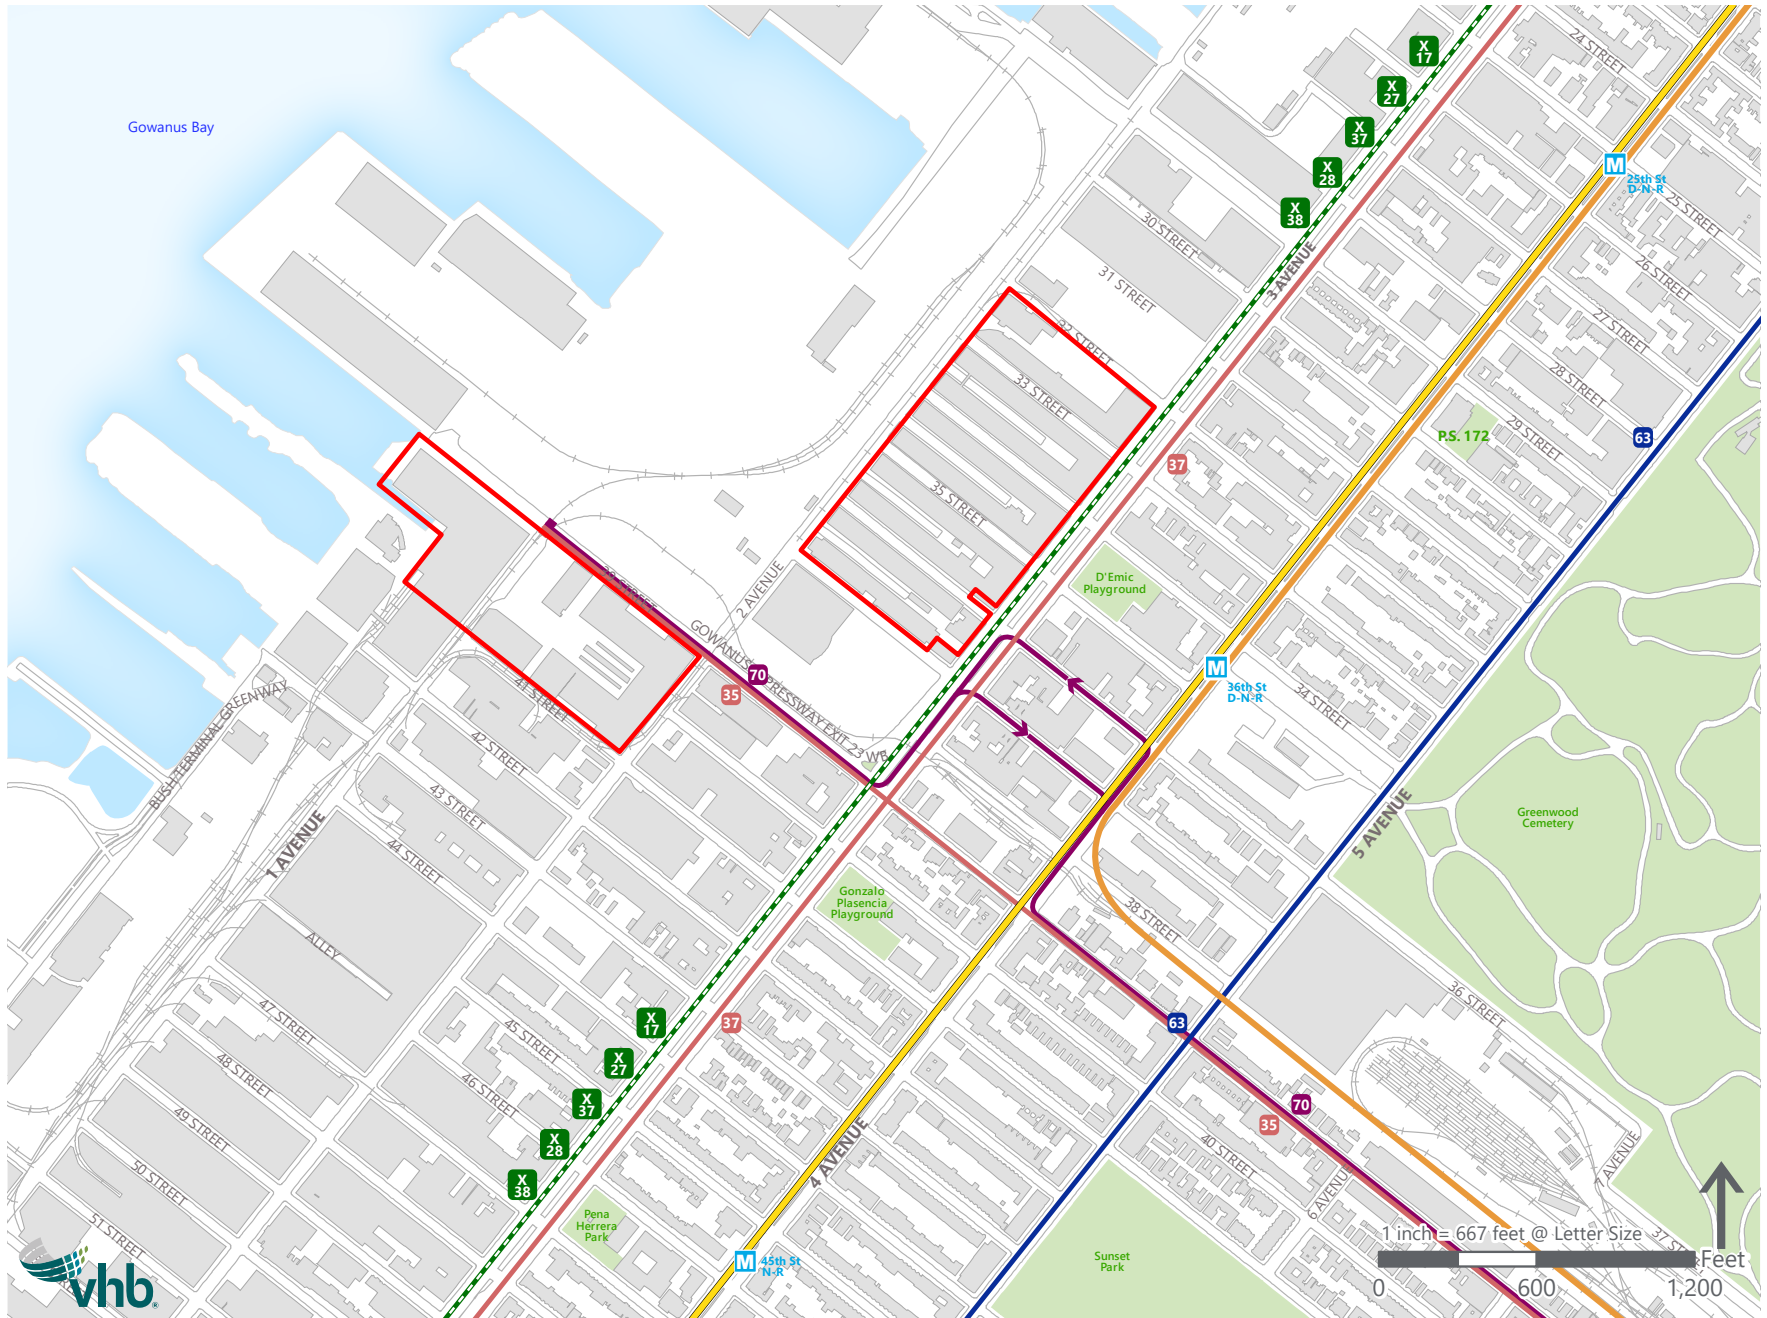 Gowanus Bay
X
17
X
27
X
37
X
28
X
38
24 STREET
M
25th St
D-N-R
25 STREET
26 STREET
27 STREET
28 STREET
29 STREET
P.S. 172
63
30 STREET
31 STREET
3 AVENUE
32 STREET
33 STREET
35 STREET
37
D'Emic
Playground
2 AVENUE
39 STREET
GOWANUS EXPRESSWAY EXIT 23 WB
70
35
M
36th St
D-N-R
34 STREET
41 STREET
42 STREET
43 STREET
44 STREET
BUSH TERMINAL GREENWAY
1 AVENUE
ALLEY
5 AVENUE
Greenwood
Cemetery
Gonzalo
Plasencia
Playground
38 STREET
36 STREET
47 STREET
48 STREET
49 STREET
50 STREET
51 STREET
45 STREET
46 STREET
X
17
X
27
X
37
X
28
X
38
37
63
70
35
4 AVENUE
40 STREET
6 AVENUE
7 AVENUE
37 ST
Pena
Herrera
Park
M
45th St
N-R
Sunset
Park
1 inch = 667 feet @ Letter Size
Feet
0 600 1,200
vhb